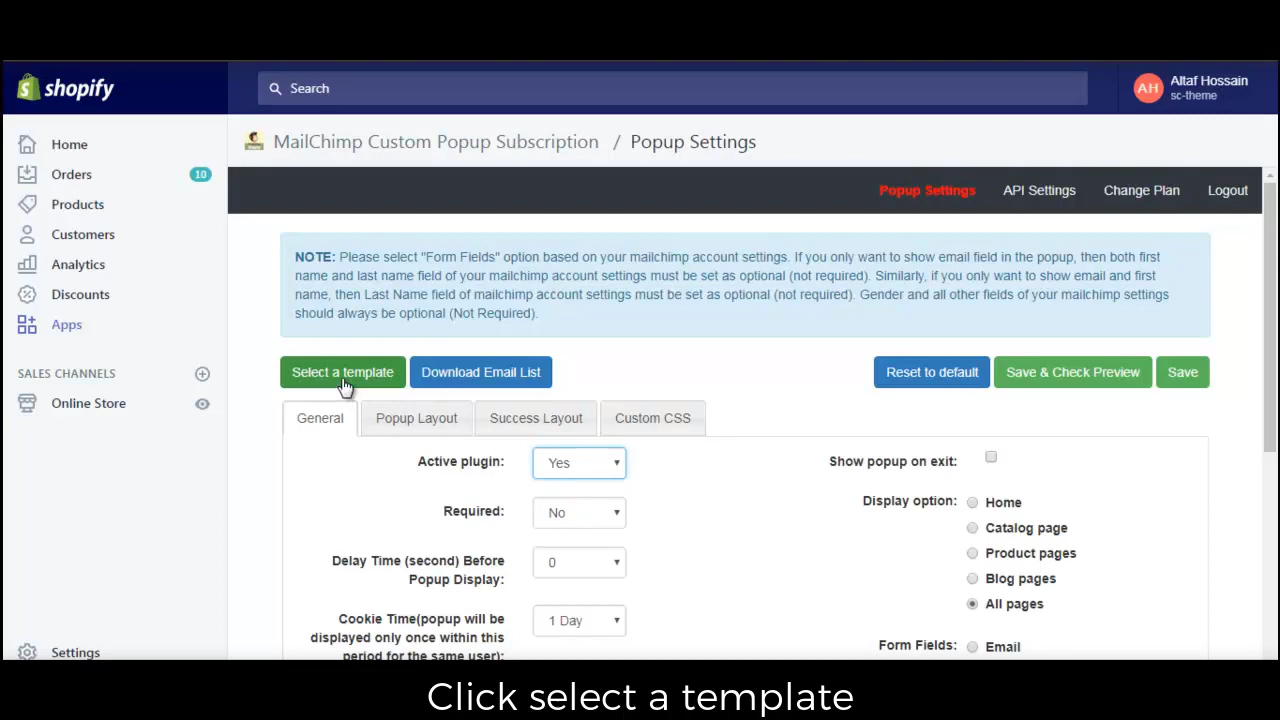 shopify
Search
AH
Altaf Hossain
sc-theme
Home
Orders 10
Products
Customers
Analytics
Discounts
Apps
SALES CHANNELS
Online Store
Settings
MailChimp Custom Popup Subscription / Popup Settings
Popup Settings API Settings Change Plan Logout
NOTE: Please select "Form Fields" option based on your mailchimp account settings. If you only want to show email field in the popup, then both first
name and last name field of your mailchimp account settings must be set as optional (not required). Similarly, if you only want to show email and first
name, then Last Name field of mailchimp account settings must be set as optional (not required). Gender and all other fields of your mailchimp settings
should always be optional (Not Required).
Select a template Download Email List Reset to default Save & Check Preview Save
General Popup Layout Success Layout Custom CSS
Active plugin: Yes
Required: No
Delay Time (second) Before
Popup Display: 0
Cookie Time(popup will be
displayed only once within this
period for the same user): 1 Day
Show popup on exit:
Display option: Home
Catalog page
Product pages
Blog pages
All pages
Form Fields: Email
Click select a template